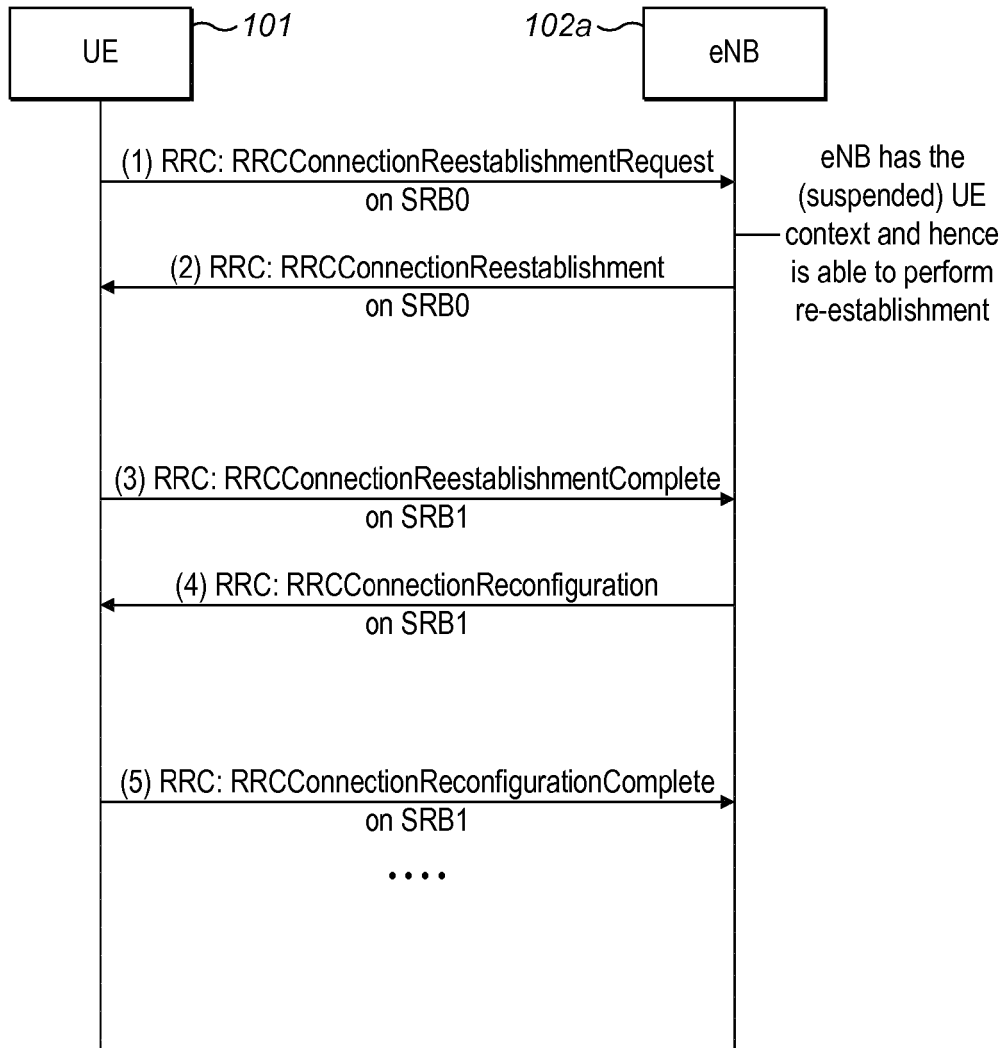 101
102a
UE
eNB
(1) RRC: RRCConnectionReestablishmentRequest
on SRB0
eNB has the
(suspended) UE
context and hence
is able to perform
re-establishment
(2) RRC: RRCConnectionReestablishment
on SRB0
(3) RRC: RRCConnectionReestablishmentComplete
on SRB1
(4) RRC: RRCConnectionReconfiguration
on SRB1
(5) RRC: RRCConnectionReconfigurationComplete
on SRB1
....